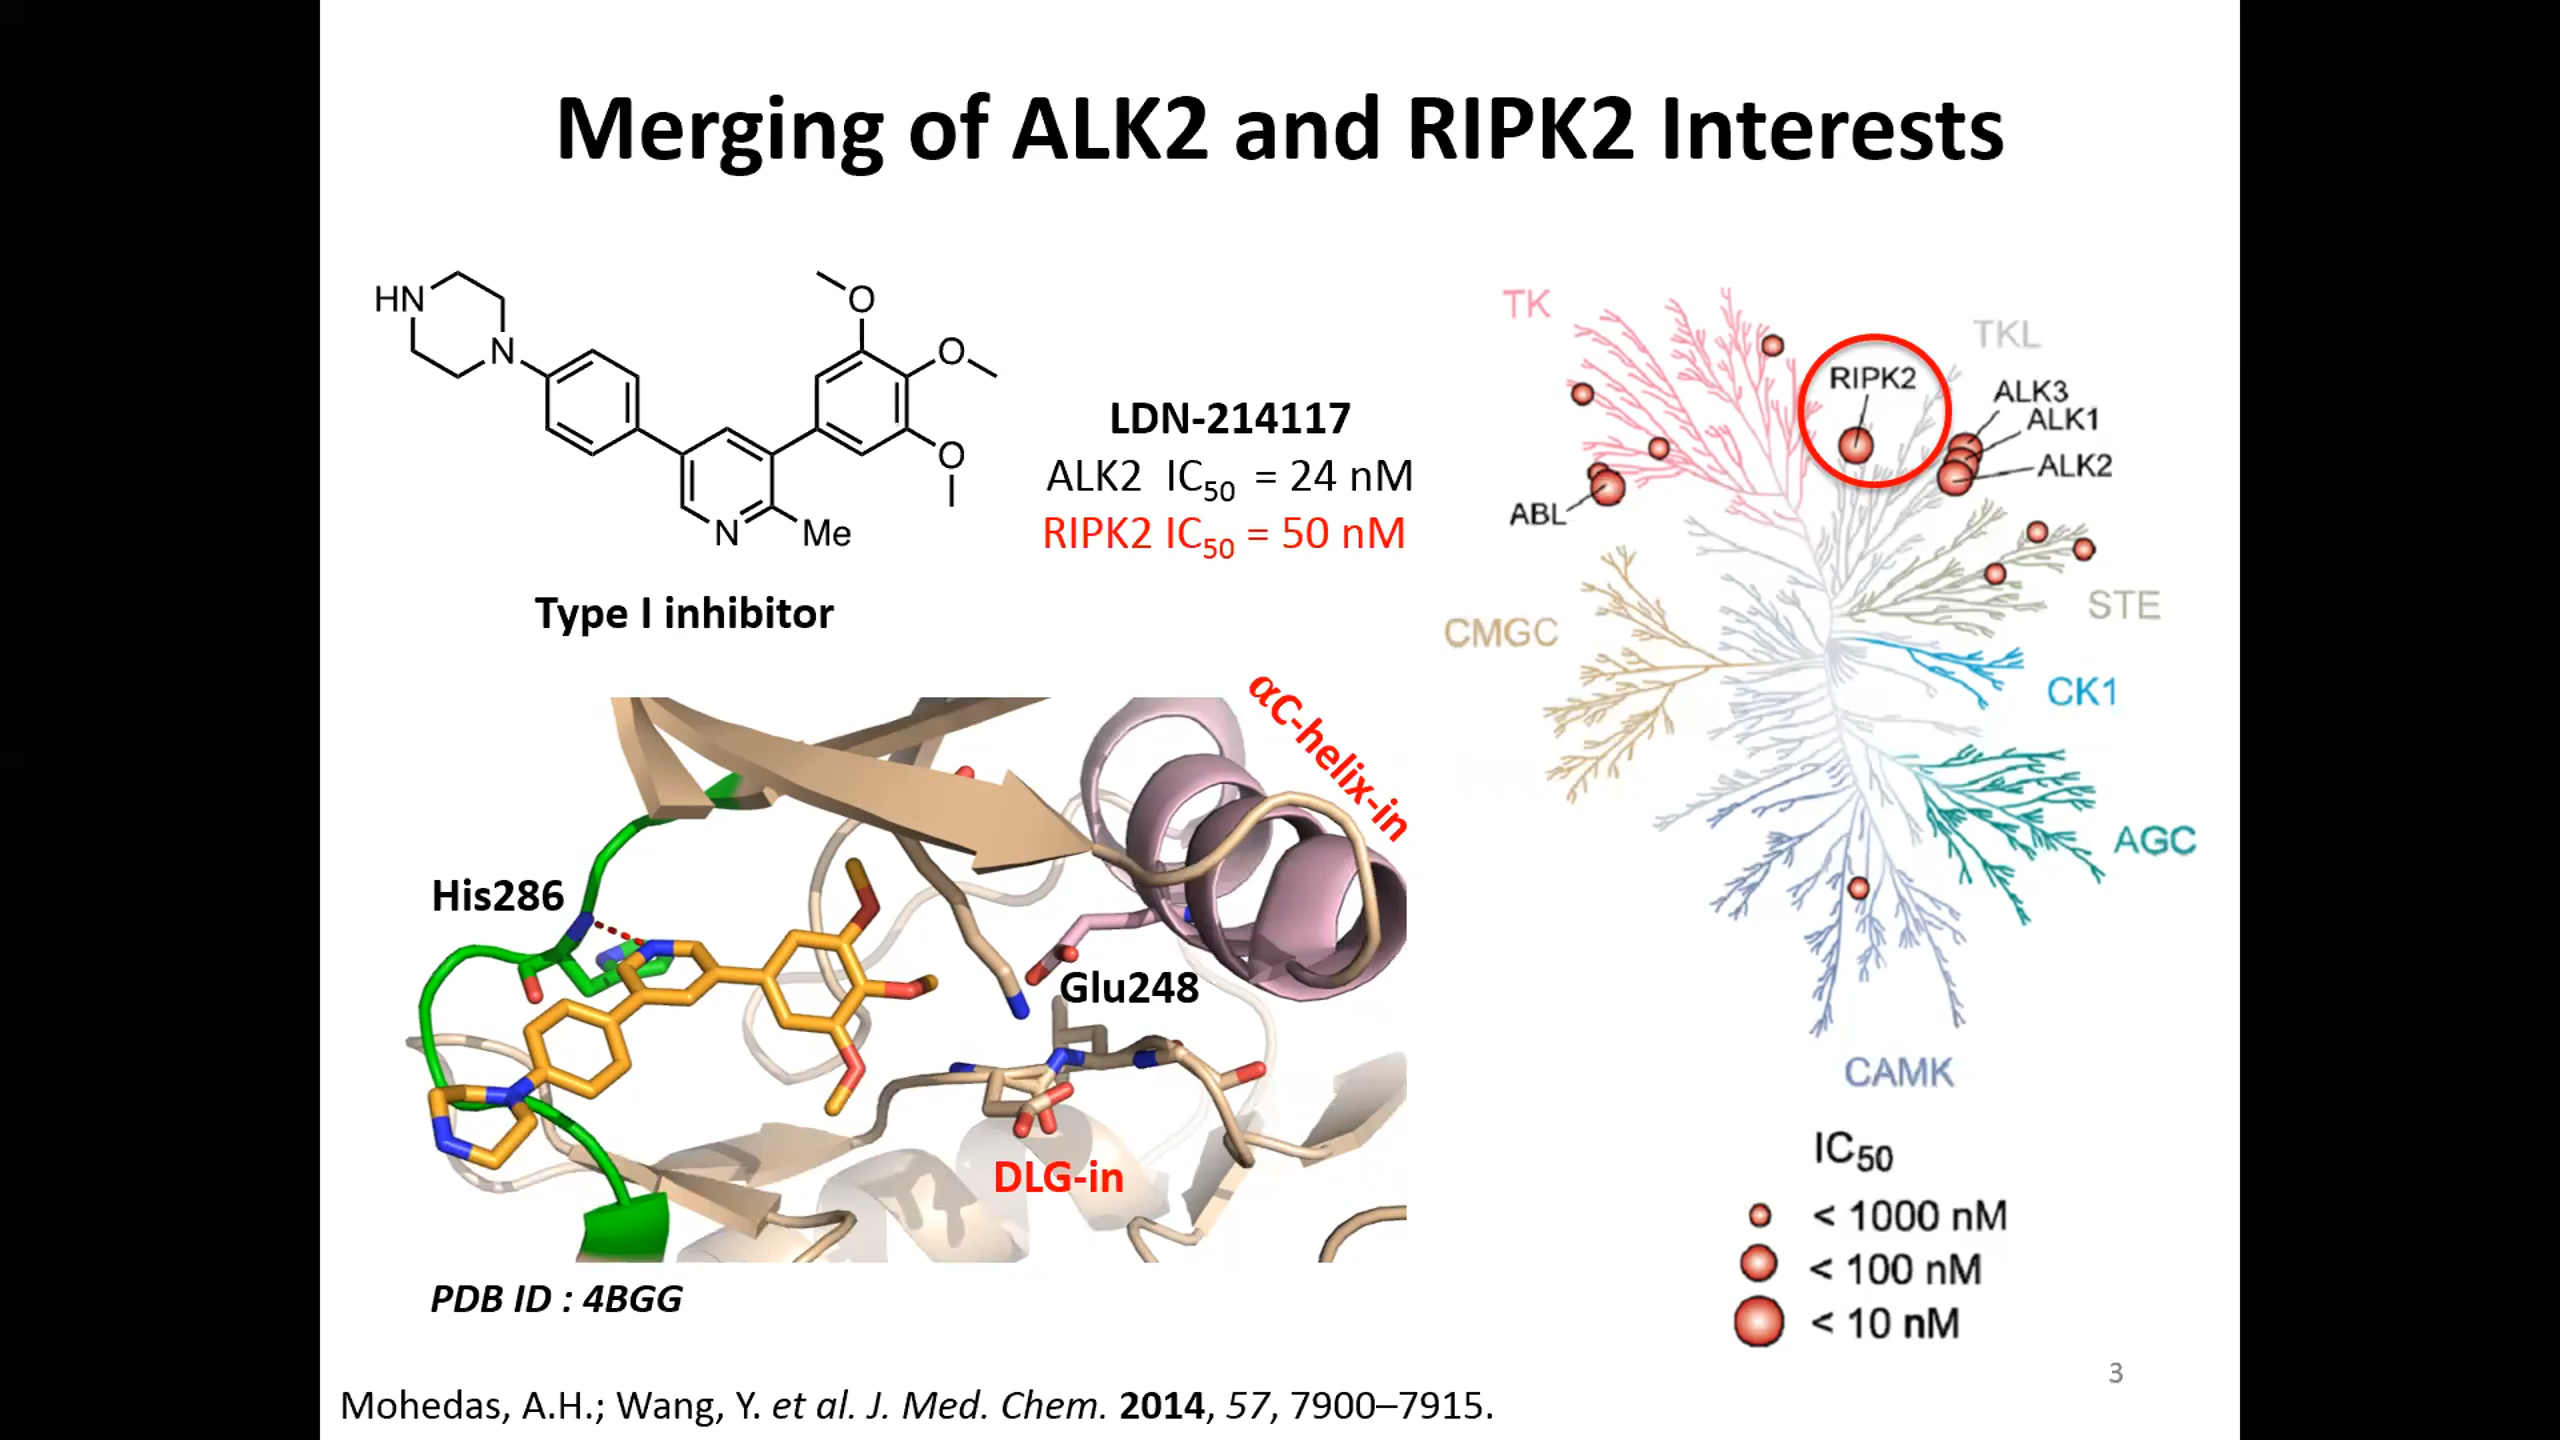 Merging of ALK2 and RIPK2 Interests
HN
N
O
O
O
N
Me
LDN-214117
ALK2 IC50 = 24 nM
RIPK2 IC50 = 50 nM
Type I inhibitor
TK
TKL
RIPK2
ALK3
ALK1
ALK2
ABL
STE
CMGC
CK1
AGC
CAMK
IC50
< 1000 nM
< 100 nM
< 10 nM
αC-helix-in
His286
Glu248
DLG-in
PDB ID : 4BGG
3
Mohedas, A.H.; Wang, Y. et al. J. Med. Chem. 2014, 57, 7900–7915.